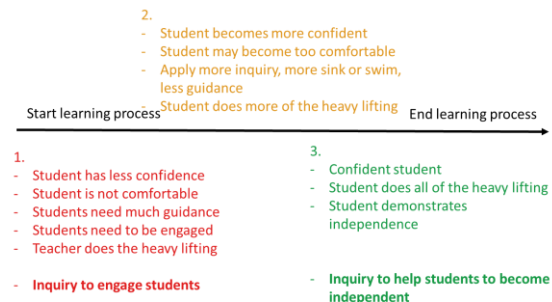 2.
- Student becomes more confident
- Student may become too comfortable
- Apply more inquiry, more sink or swim,
less guidance
- Student does more of the heavy lifting
Start learning process
End learning process
1.
- Student has less confidence
- Student is not comfortable
- Students need much guidance
- Students need to be engaged
- Teacher does the heavy lifting
- Inquiry to engage students
3.
- Confident student
- Student does all of the heavy lifting
- Student demonstrates
independence
- Inquiry to help students to become
independent